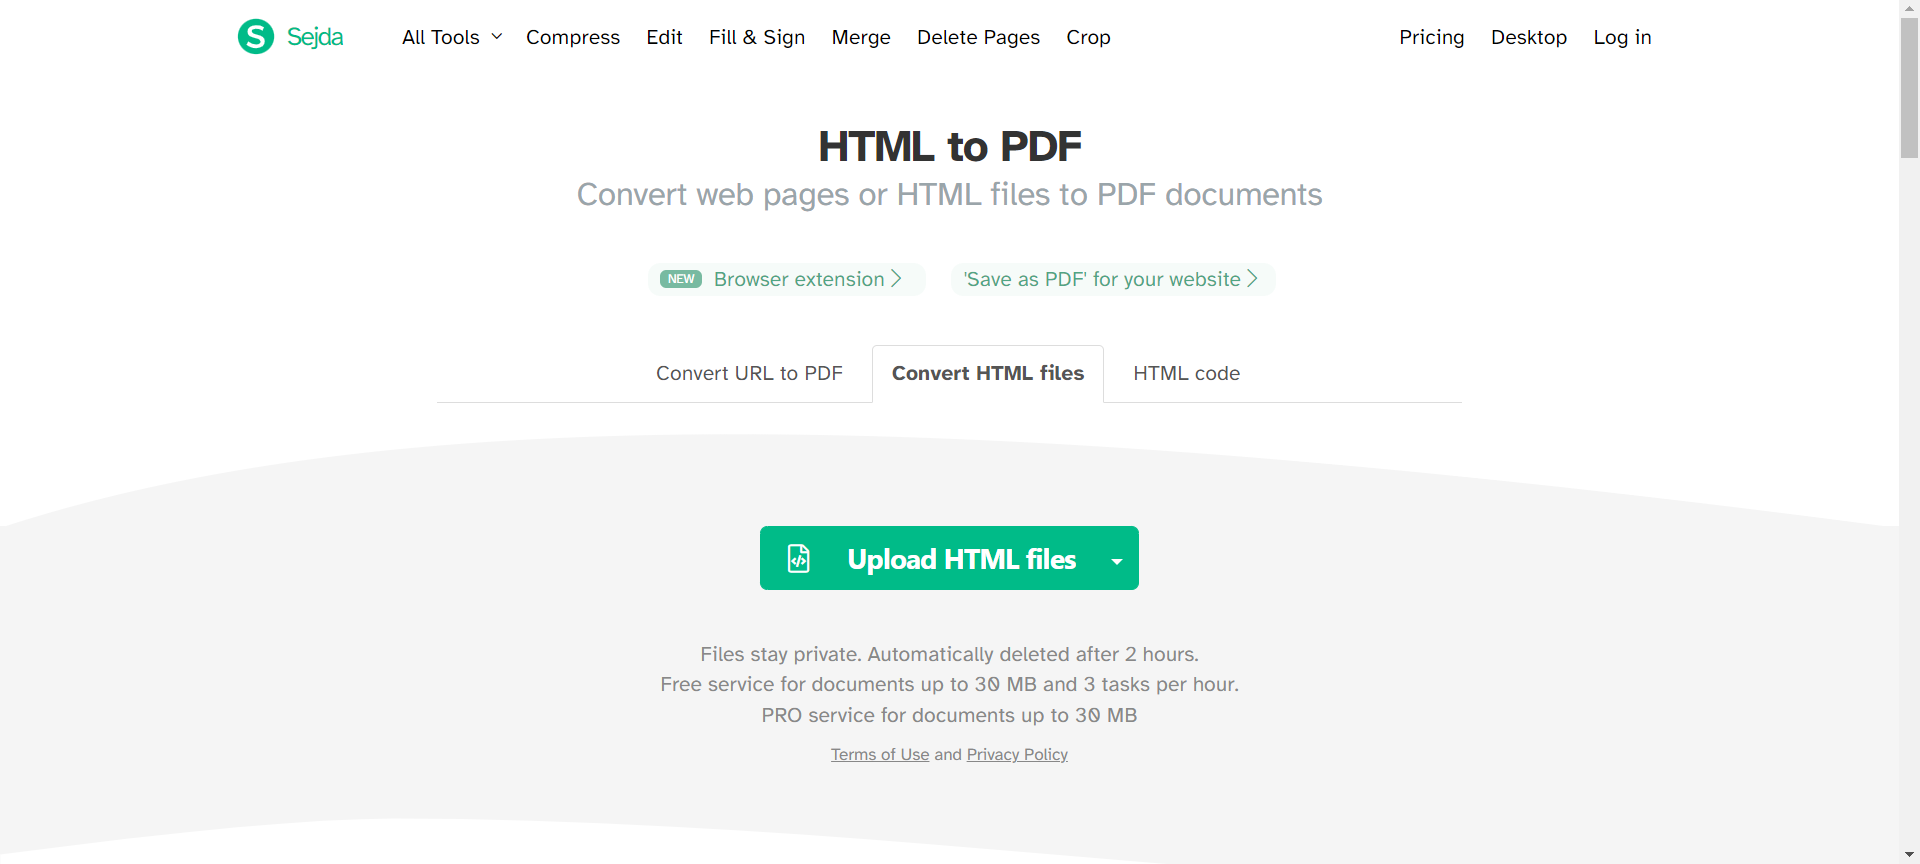 S Sejda All Tools Compress Edit Fill & Sign Merge Delete Pages Crop Pricing Desktop Log in
HTML to PDF
Convert web pages or HTML files to PDF documents
NEW Browser extension 'Save as PDF' for your website
Convert URL to PDF Convert HTML files HTML code
Upload HTML files
Files stay private. Automatically deleted after 2 hours.
Free service for documents up to 30 MB and 3 tasks per hour.
PRO service for documents up to 30 MB
Terms of Use and Privacy Policy